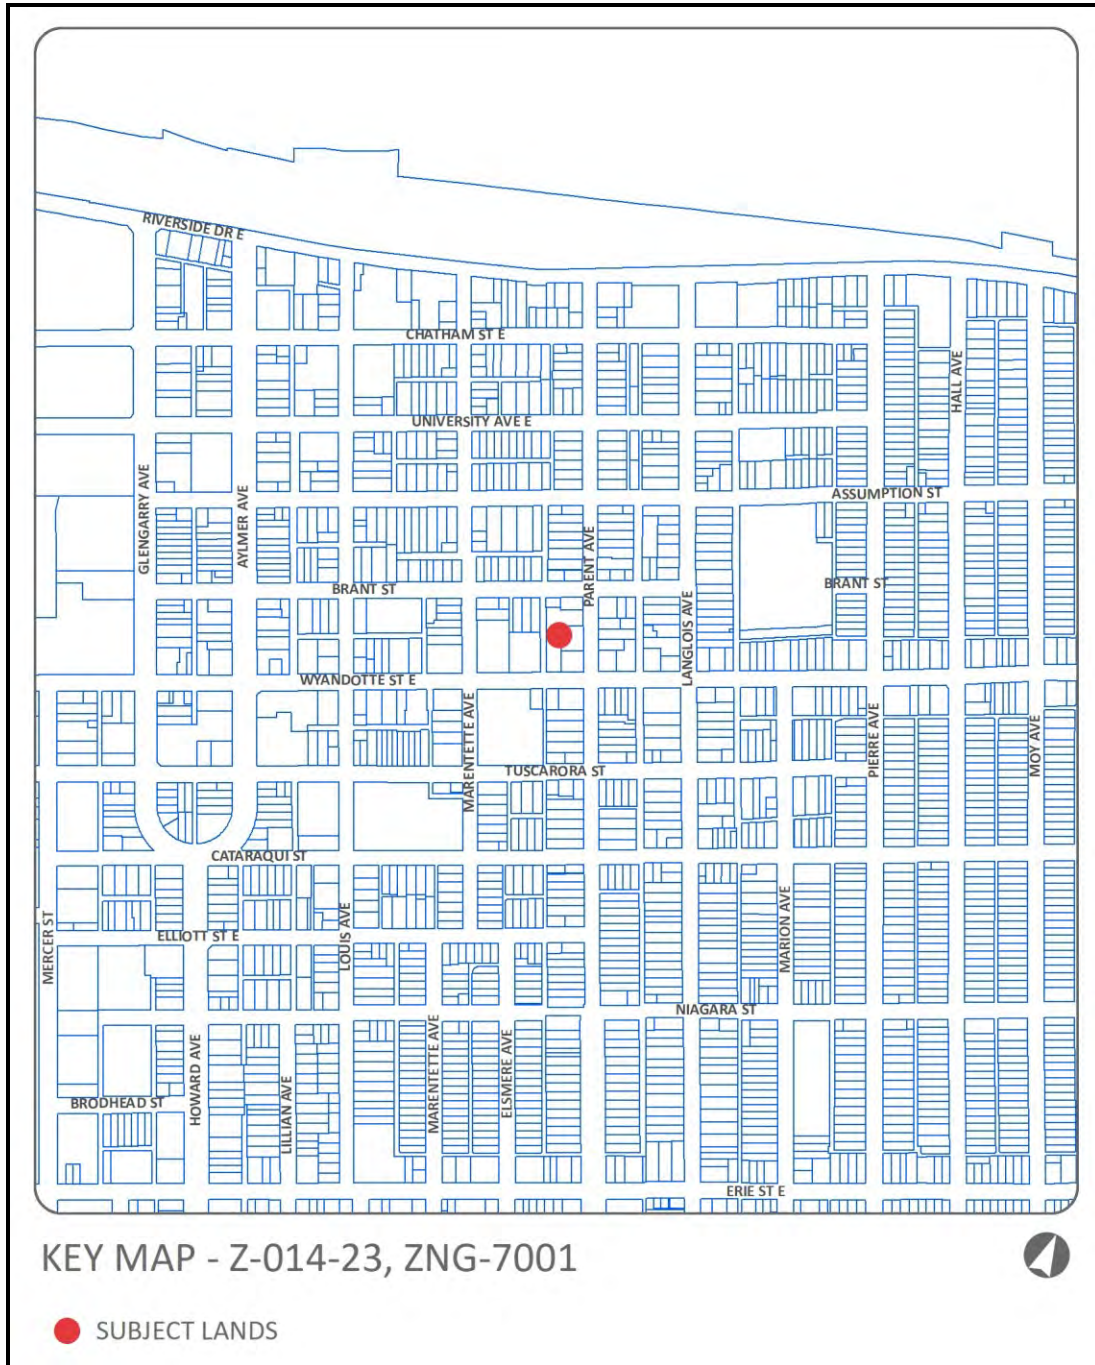 RIVERSIDE DR E
CHATHAM ST E
HALL AVE
UNIVERSITY AVE E
GLENGARRY AVE
AYLMER AVE
ASSUMPTION ST
PARENT AVE
BRANT ST
BRANT ST
LANGLOIS AVE
WYANDOTTE ST E
MARENTETTE AVE
PIERRE AVE
MOY AVE
TUSCARORA ST
CATARAQUI ST
MERCER ST
LOUIS AVE
MARION AVE
ELLIOTT ST E
NIAGARA ST
HOWARD AVE
LILLIAN AVE
MARENTETTE AVE
ELSMERE AVE
BRODHEAD ST
ERIE ST E
KEY MAP - Z-014-23, ZNG-7001
SUBJECT LANDS